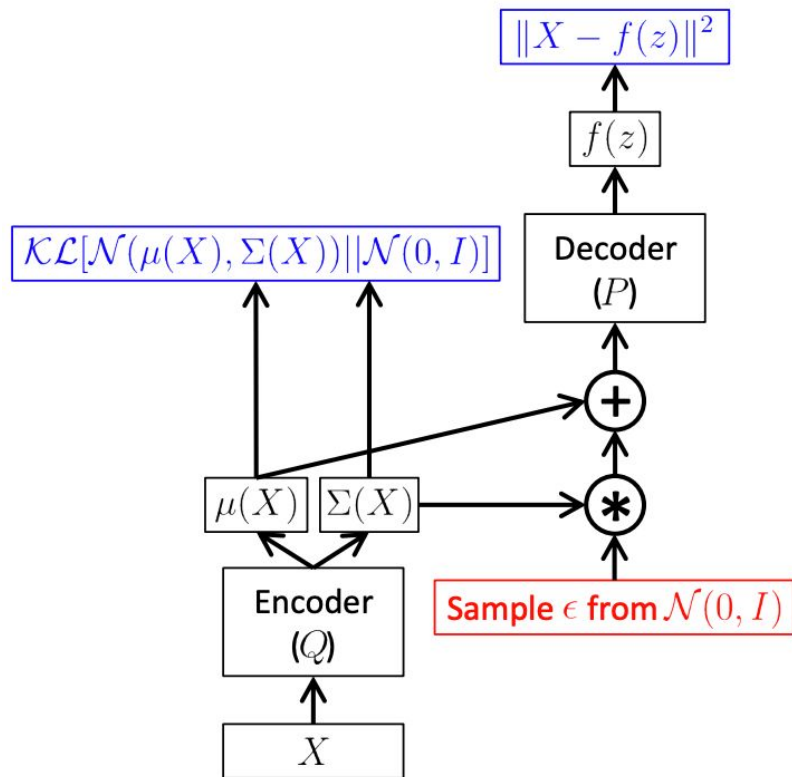 ‖X − f(z)‖²
f(z)
Decoder
(P)
𝒦ℒ[𝒩(μ(X), Σ(X))||𝒩(0, I)]
+
*
μ(X) Σ(X)
Encoder
(Q)
Sample ϵ from 𝒩(0, I)
X